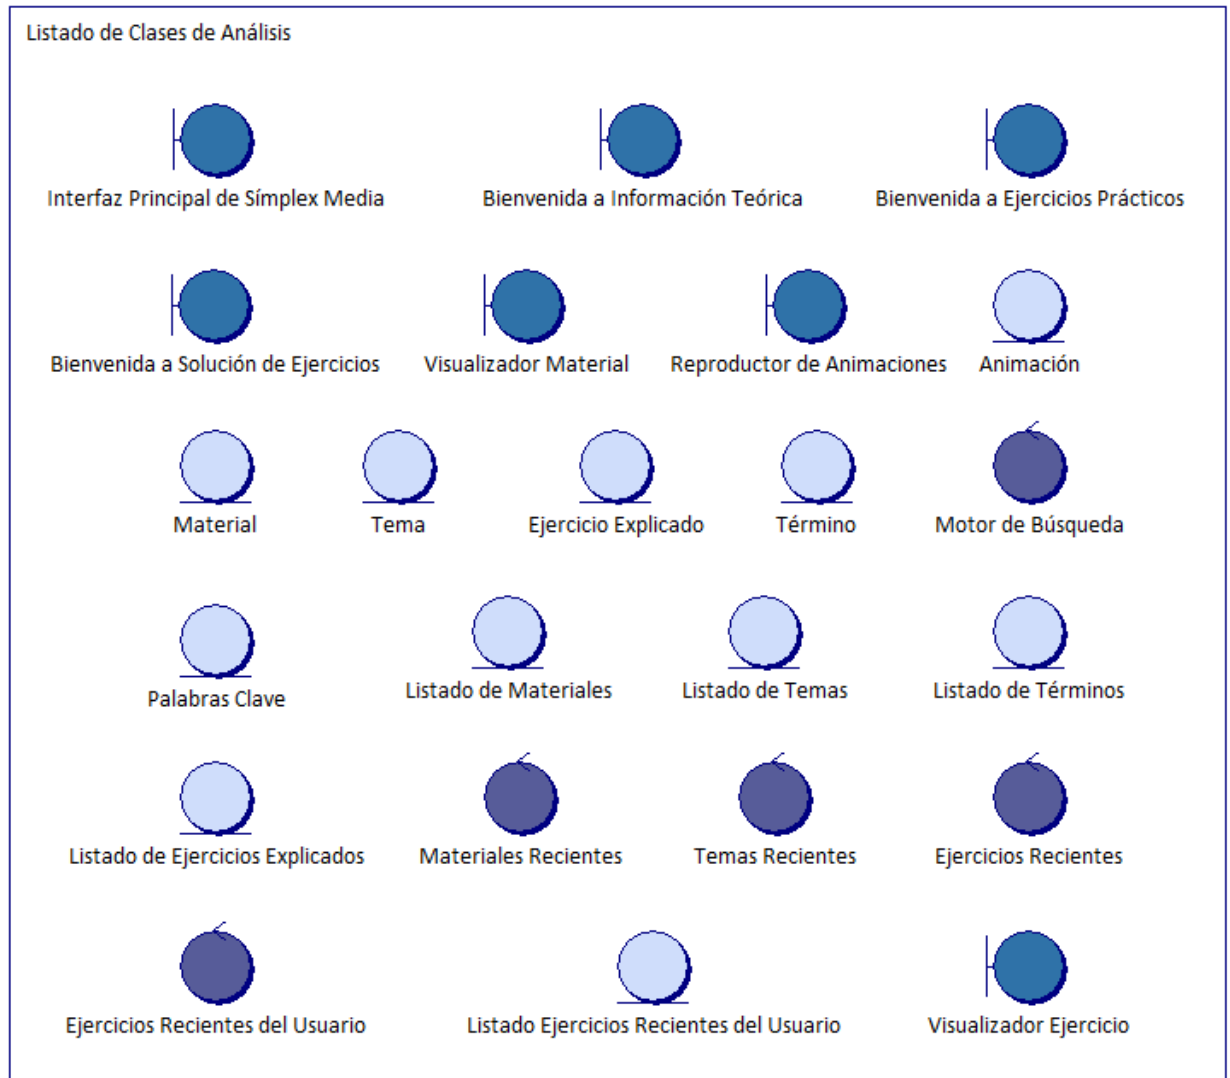 Listado de Clases de Análisis
Interfaz Principal de Símplex Media
Bienvenida a Información Teórica
Bienvenida a Ejercicios Prácticos
Bienvenida a Solución de Ejercicios
Visualizador Material
Reproductor de Animaciones
Animación
Material
Tema
Ejercicio Explicado
Término
Motor de Búsqueda
Palabras Clave
Listado de Materiales
Listado de Temas
Listado de Términos
Listado de Ejercicios Explicados
Materiales Recientes
Temas Recientes
Ejercicios Recientes
Ejercicios Recientes del Usuario
Listado Ejercicios Recientes del Usuario
Visualizador Ejercicio